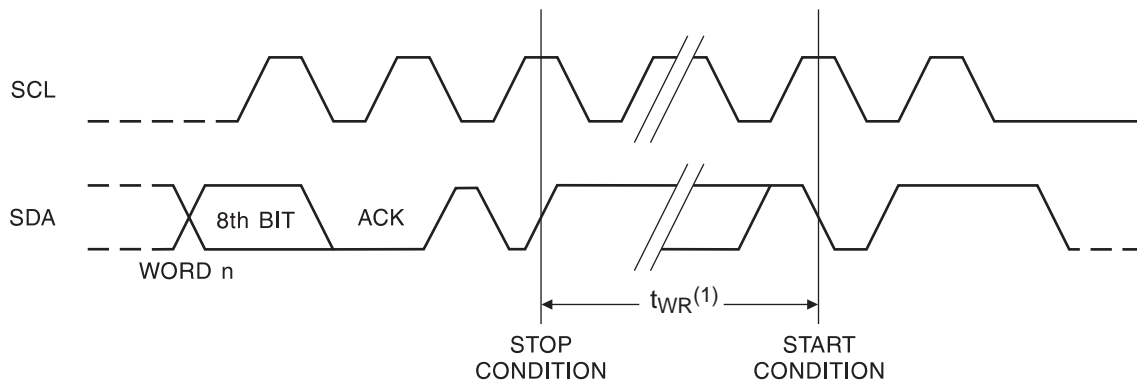 SCL
SDA
8th BIT
ACK
WORD n
tWR(1)
STOP
CONDITION
START
CONDITION